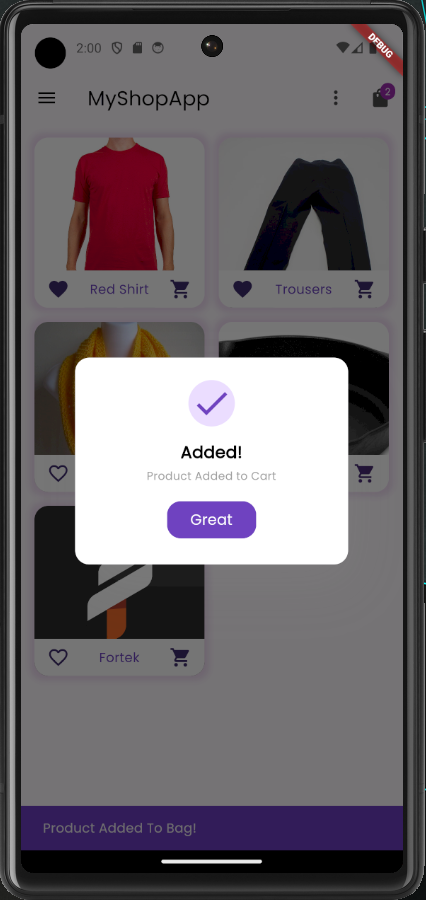 2:00
DEBUG
MyShopApp
2
Red Shirt
Trousers
Added!
Product Added to Cart
Great
Fortek
Product Added To Bag!